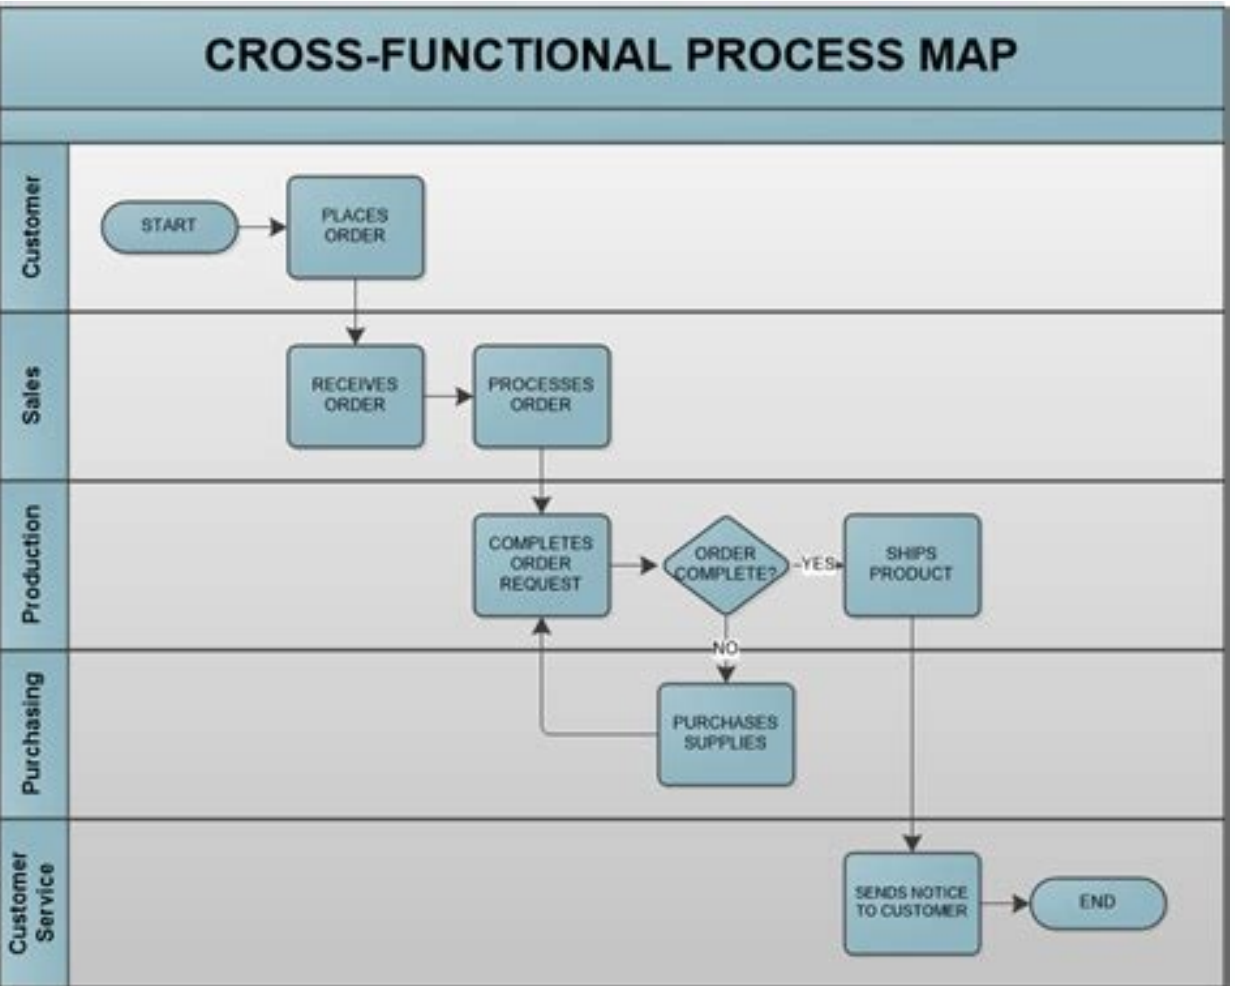 CROSS-FUNCTIONAL PROCESS MAP
Customer
START
PLACES
ORDER
Sales
RECEIVES
ORDER
PROCESSES
ORDER
Production
COMPLETES
ORDER
REQUEST
ORDER
COMPLETE?
YES
SHIPS
PRODUCT
NO
Purchasing
PURCHASES
SUPPLIES
Customer
Service
SENDS NOTICE
TO CUSTOMER
END